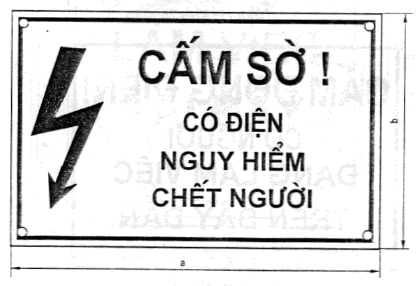 CẤM SỜ !
CÓ ĐIỆN
NGUY HIỂM
CHẾT NGƯỜI
a
b